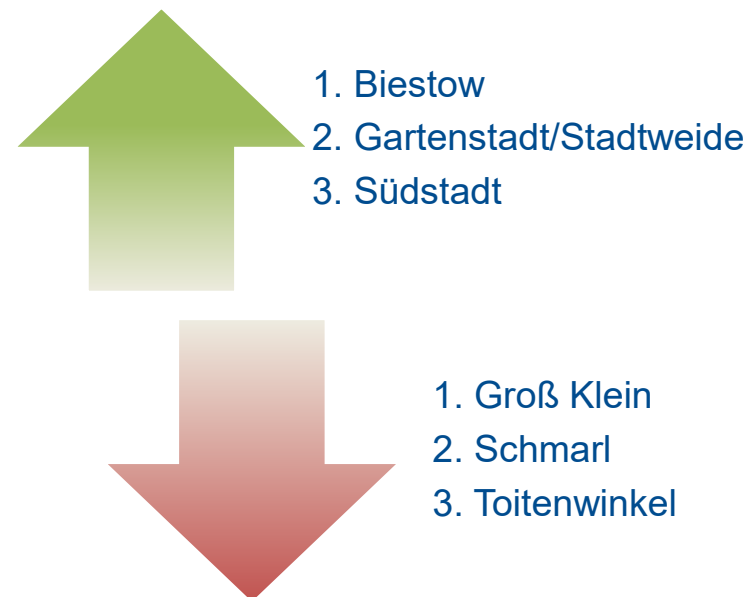 1. Biestow
2. Gartenstadt/Stadtweide
3. Südstadt
1. Groß Klein
2. Schmarl
3. Toitenwinkel